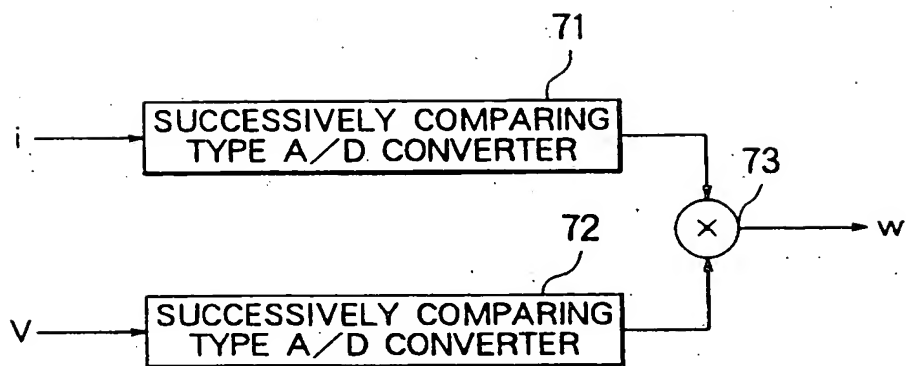 71
i
SUCCESSIVELY COMPARING
TYPE A/D CONVERTER
73
×
w
72
V
SUCCESSIVELY COMPARING
TYPE A/D CONVERTER